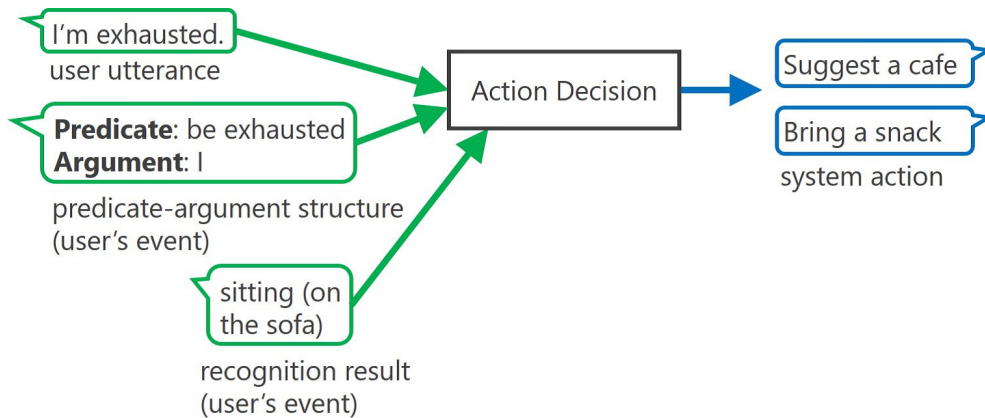 I'm exhausted.
user utterance
Predicate: be exhausted
Argument: I
predicate-argument structure
(user's event)
sitting (on
the sofa)
recognition result
(user's event)
Action Decision
Suggest a cafe
Bring a snack
system action